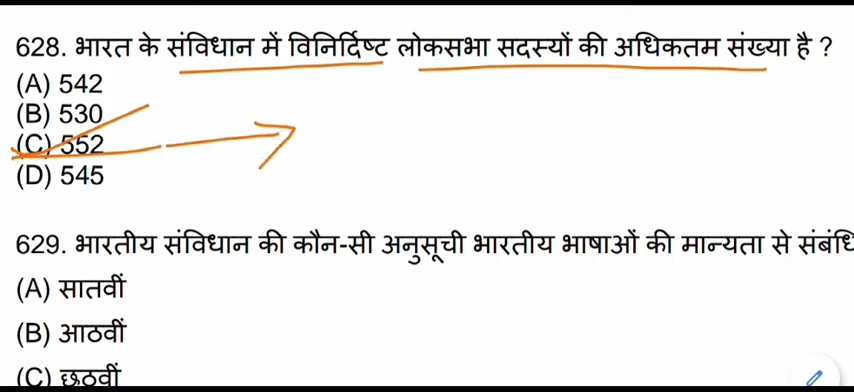 628. भारत के संविधान में विनिर्दिष्ट लोकसभा सदस्यों की अधिकतम संख्या है ?
(A) 542
(B) 530
(C) 552
(D) 545
629. भारतीय संविधान की कौन-सी अनुसूची भारतीय भाषाओं की मान्यता से
(A) सातवीं
(B) आठवीं
(C) छठवीं